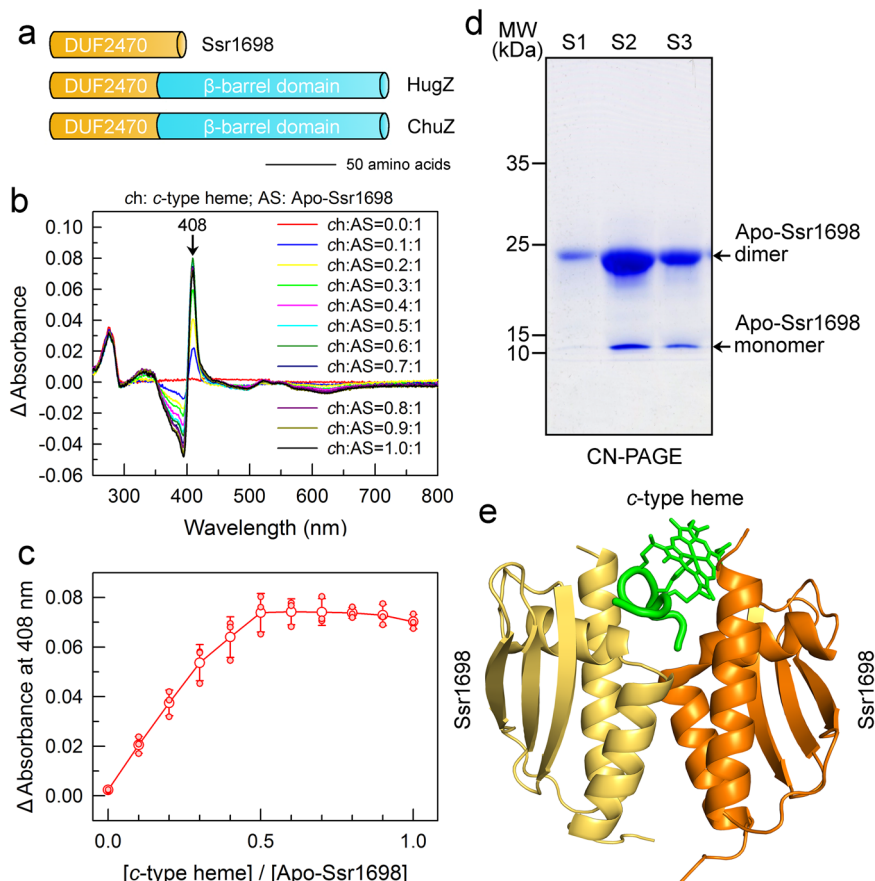 a
DUF2470
Ssr1698
DUF2470 β-barrel domain
HugZ
DUF2470 β-barrel domain
ChuZ
50 amino acids
b
ch: c-type heme; AS: Apo-Ssr1698
408
ch:AS=0.0:1
ch:AS=0.1:1
ch:AS=0.2:1
ch:AS=0.3:1
ch:AS=0.4:1
ch:AS=0.5:1
ch:AS=0.6:1
ch:AS=0.7:1
ch:AS=0.8:1
ch:AS=0.9:1
ch:AS=1.0:1
Δ Absorbance
0.10
0.08
0.06
0.04
0.02
0.00
-0.02
-0.04
-0.06
300 400 500 600 700 800
Wavelength (nm)
c
Δ Absorbance at 408 nm
0.08
0.06
0.04
0.02
0.00
0.0 0.5 1.0
[c-type heme] / [Apo-Ssr1698]
d
MW
(kDa)
S1 S2 S3
35
25
15
10
Apo-Ssr1698
dimer
Apo-Ssr1698
monomer
CN-PAGE
e
c-type heme
Ssr1698
Ssr1698